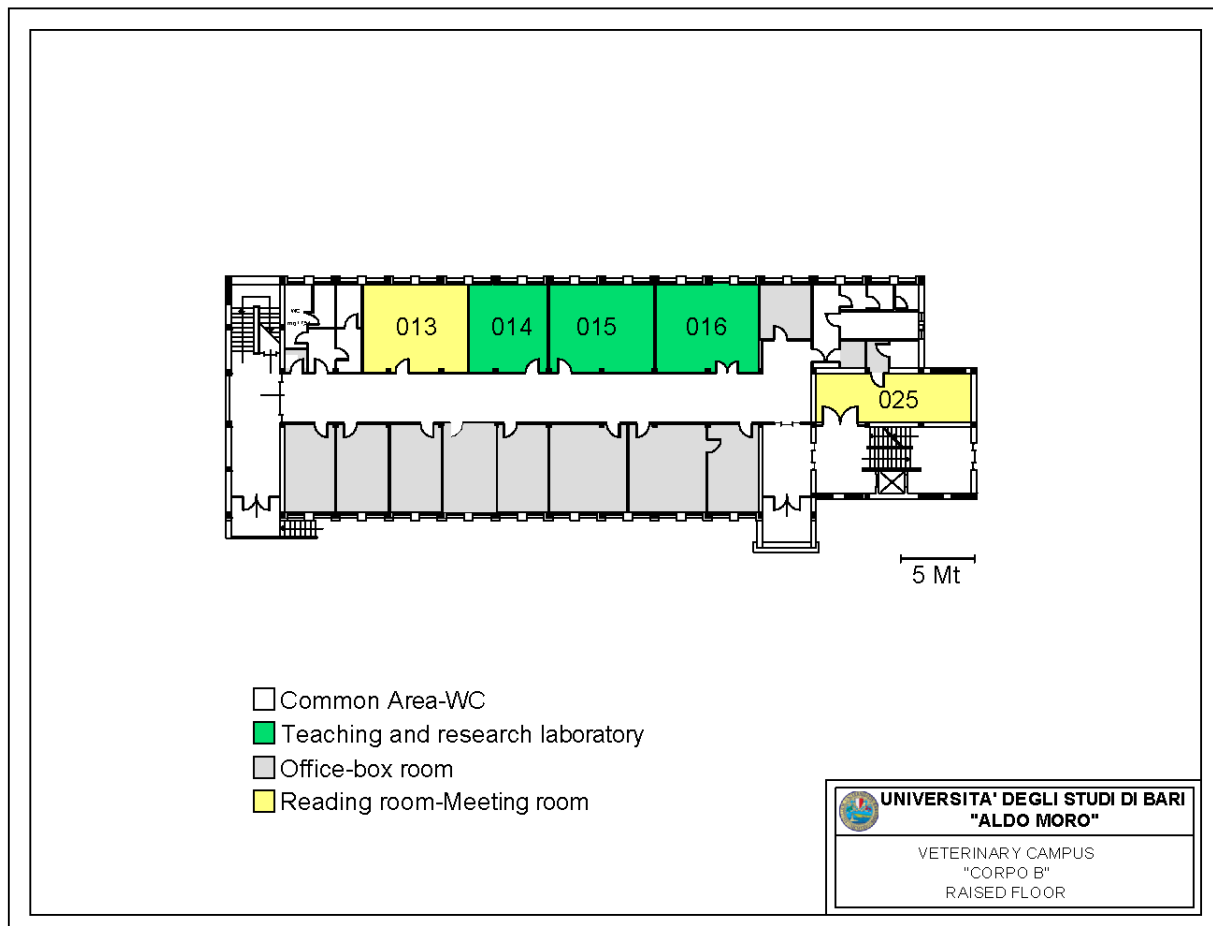 WC
013
014
015
016
025
5 Mt
Common Area-WC
Teaching and research laboratory
Office-box room
Reading room-Meeting room
UNIVERSITA' DEGLI STUDI DI BARI
"ALDO MORO"
VETERINARY CAMPUS
"CORPO B"
RAISED FLOOR